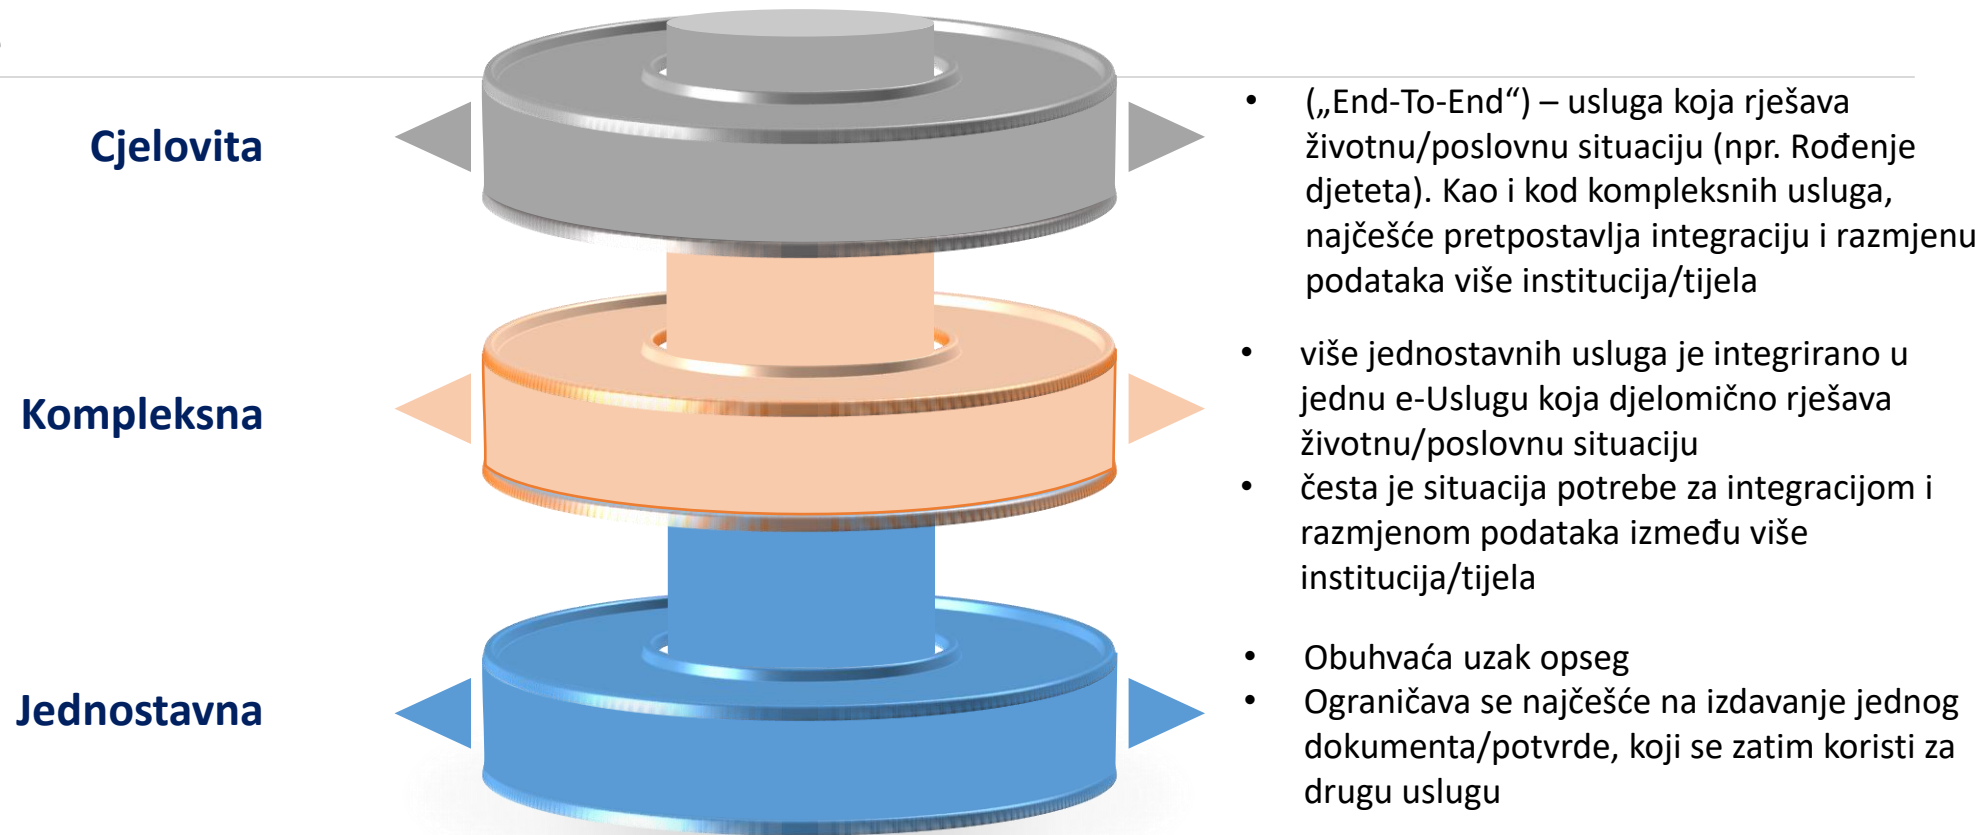 Cjelovita
• („End-To-End“) – usluga koja rješava
životnu/poslovnu situaciju (npr. Rođenje
djeteta). Kao i kod kompleksnih usluga,
najčešće pretpostavlja integraciju i razmjenu
podataka više institucija/tijela
Kompleksna
• više jednostavnih usluga je integrirano u
jednu e-Uslugu koja djelomično rješava
životnu/poslovnu situaciju
• česta je situacija potrebe za integracijom i
razmjenom podataka između više
institucija/tijela
Jednostavna
• Obuhvaća uzak opseg
• Ograničava se najčešće na izdavanje jednog
dokumenta/potvrde, koji se zatim koristi za
drugu uslugu